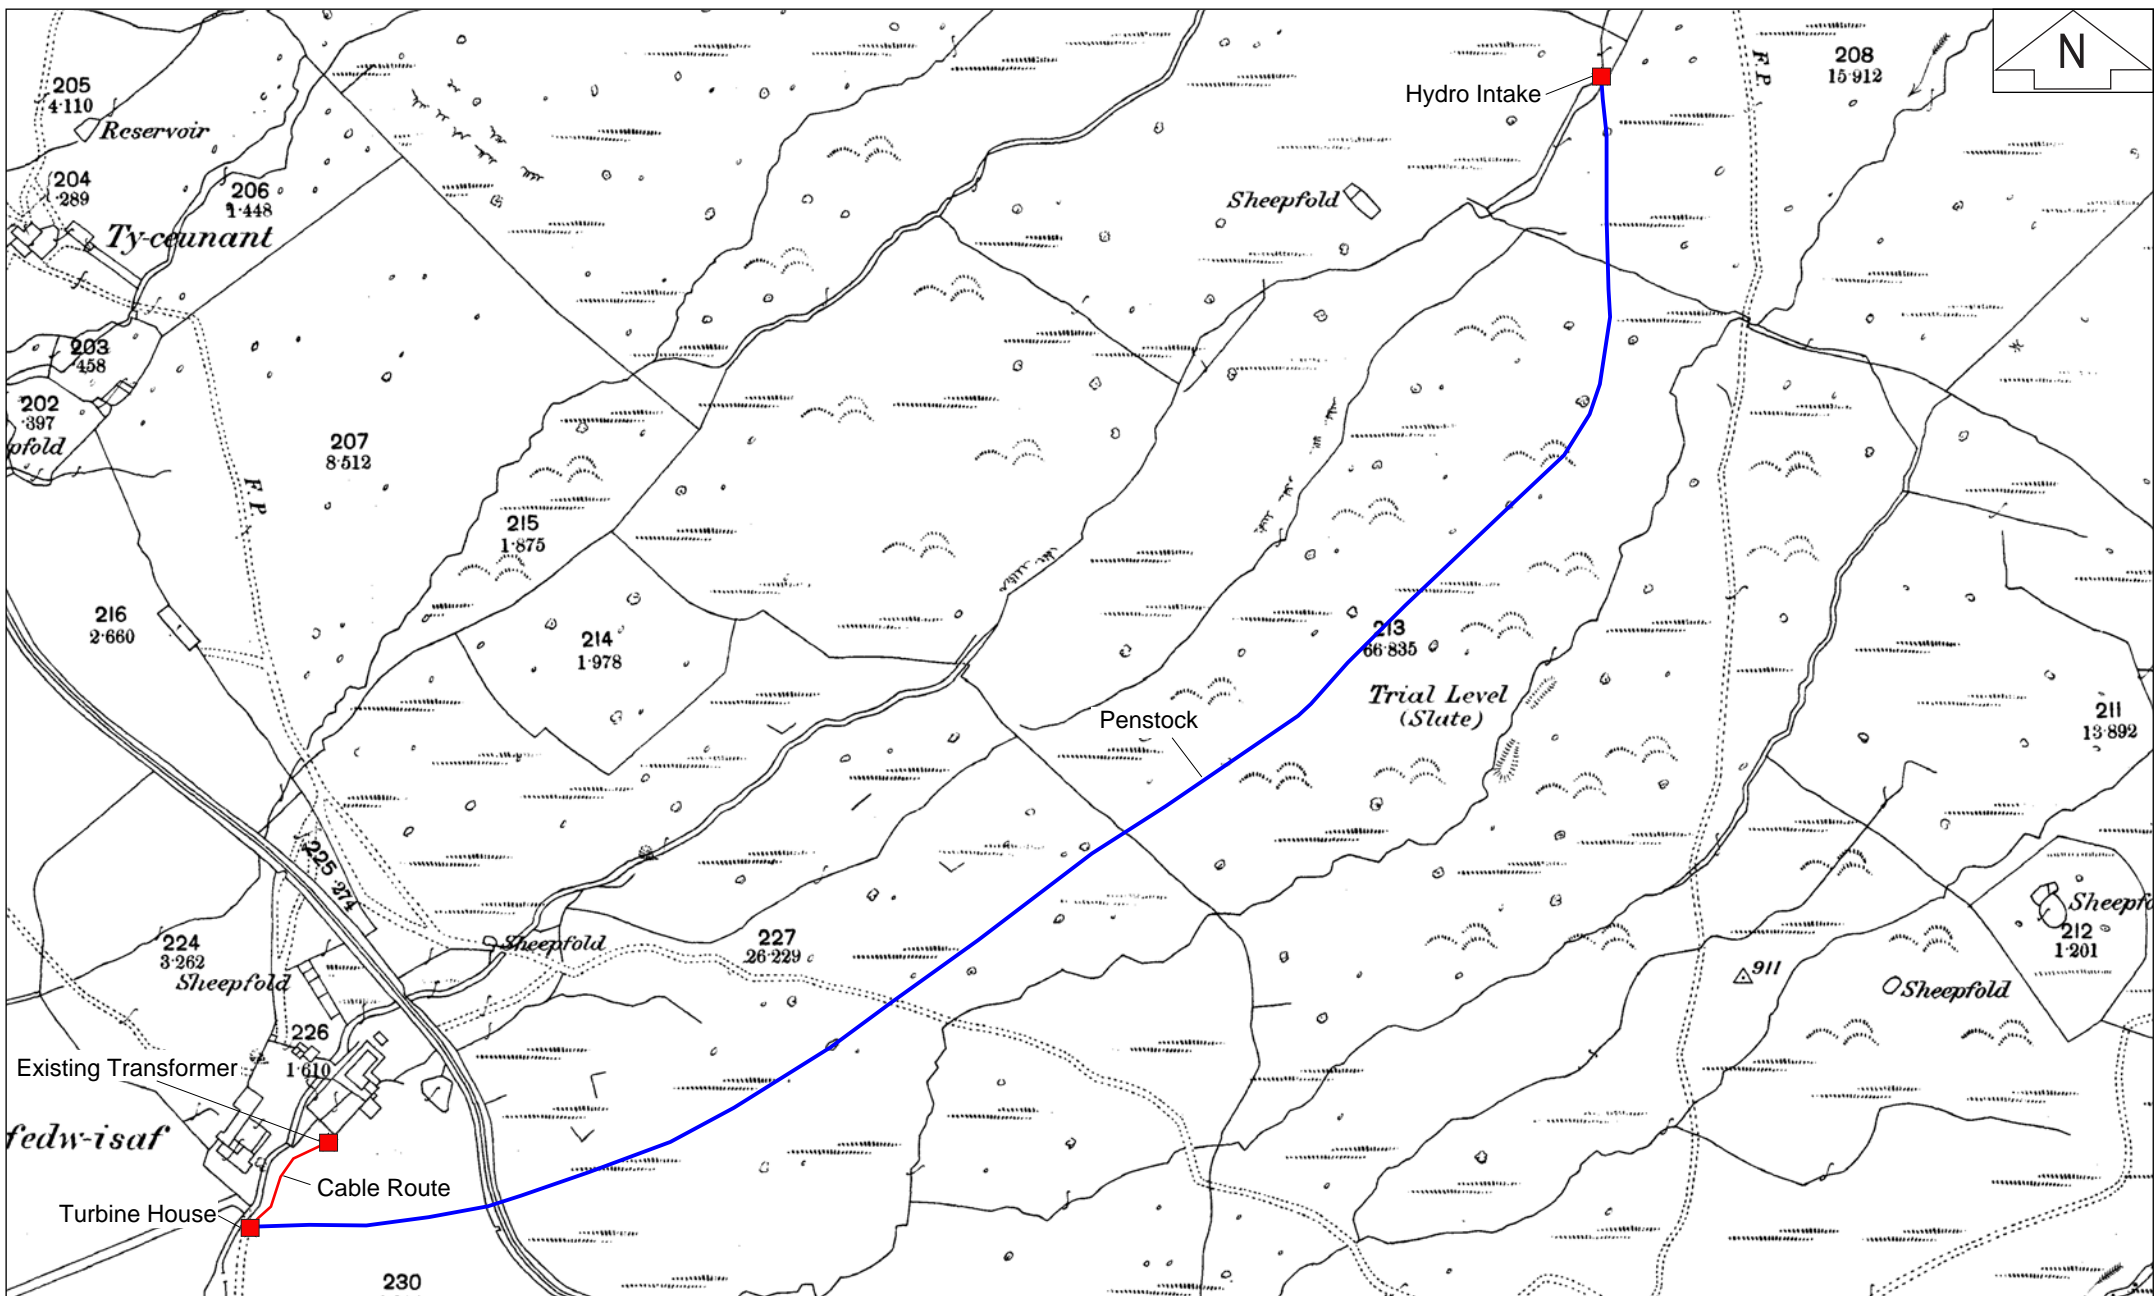 N
208
15·912
F.P.
205
4·110
Reservoir
Hydro Intake
204
·289
206
1·448
Sheepfold
Ty-ceunant
203
·458
202
·397
pfold
207
8·512
F.P.
215
1·875
216
2·660
214
1·978
213
66·835
Trial Level
(Slate)
Penstock
211
13·892
225 ·274
224
3·262
Sheepfold
Sheepfold
227
26·229
Sheepfo
212
1·201
911
Sheepfold
226
1·610
Existing Transformer
fedw-isaf
Cable Route
Turbine House
230